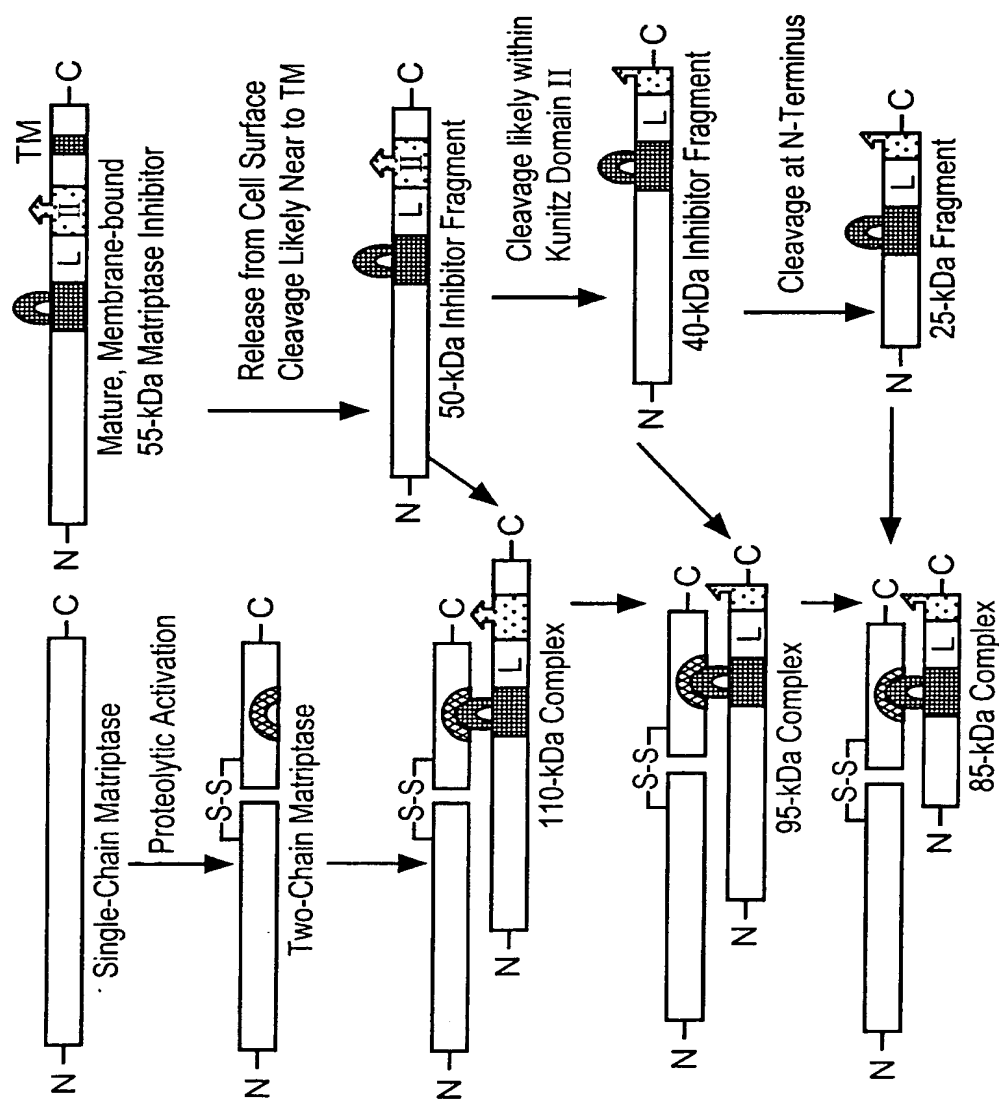 N
C
Single-Chain Matriptase
Proteolytic Activation
S-S
N
C
Two-Chain Matriptase
S-S
N
C
L
N
C
110-kDa Complex
S-S
N
C
L
N
C
95-kDa Complex
S-S
N
C
L
N
C
85-kDa Complex
TM
N
L
II
C
Mature, Membrane-bound
55-kDa Matriptase Inhibitor
Release from Cell Surface
Cleavage Likely Near to TM
N
L
II
C
50-kDa Inhibitor Fragment
Cleavage likely within
Kunitz Domain II
N
L
C
40-kDa Inhibitor Fragment
Cleavage at N-Terminus
N
L
C
25-kDa Fragment